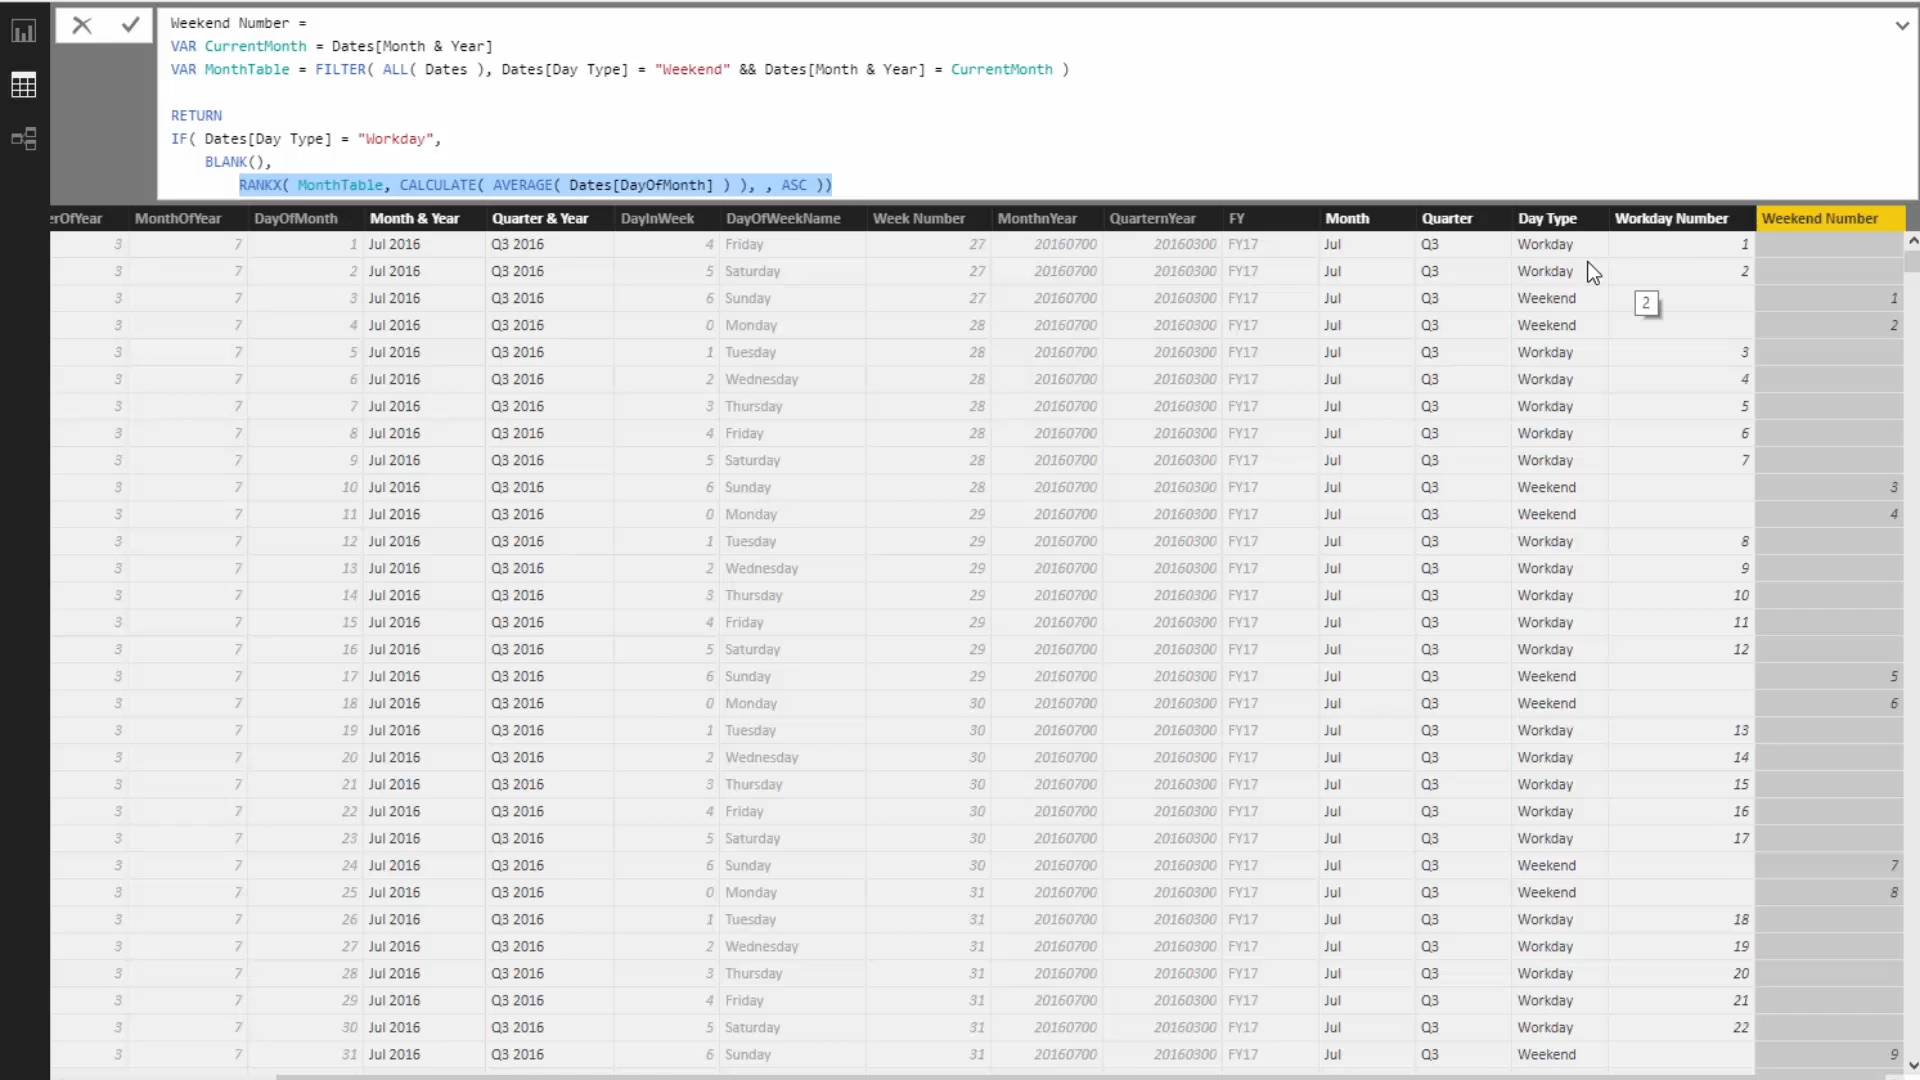 Weekend Number =
VAR CurrentMonth = Dates[Month & Year]
VAR MonthTable = FILTER( ALL( Dates ), Dates[Day Type] = "Weekend" && Dates[Month & Year] = CurrentMonth )
RETURN
IF( Dates[Day Type] = "Workday",
BLANK(),
RANKX( MonthTable, CALCULATE( AVERAGE( Dates[DayOfMonth] ) ), , ASC ))
erOfYear MonthOfYear DayOfMonth Month & Year Quarter & Year DayInWeek DayOfWeekName Week Number MonthnYear QuarternYear FY Month Quarter Day Type Workday Number Weekend Number
3 7 1 Jul 2016 Q3 2016 4 Friday 27 20160700 20160300 FY17 Jul Q3 Workday 1
3 7 2 Jul 2016 Q3 2016 5 Saturday 27 20160700 20160300 FY17 Jul Q3 Workday 2
3 7 3 Jul 2016 Q3 2016 6 Sunday 27 20160700 20160300 FY17 Jul Q3 Weekend 2 1
3 7 4 Jul 2016 Q3 2016 0 Monday 28 20160700 20160300 FY17 Jul Q3 Weekend 2
3 7 5 Jul 2016 Q3 2016 1 Tuesday 28 20160700 20160300 FY17 Jul Q3 Workday 3
3 7 6 Jul 2016 Q3 2016 2 Wednesday 28 20160700 20160300 FY17 Jul Q3 Workday 4
3 7 7 Jul 2016 Q3 2016 3 Thursday 28 20160700 20160300 FY17 Jul Q3 Workday 5
3 7 8 Jul 2016 Q3 2016 4 Friday 28 20160700 20160300 FY17 Jul Q3 Workday 6
3 7 9 Jul 2016 Q3 2016 5 Saturday 28 20160700 20160300 FY17 Jul Q3 Workday 7
3 7 10 Jul 2016 Q3 2016 6 Sunday 28 20160700 20160300 FY17 Jul Q3 Weekend 3
3 7 11 Jul 2016 Q3 2016 0 Monday 29 20160700 20160300 FY17 Jul Q3 Weekend 4
3 7 12 Jul 2016 Q3 2016 1 Tuesday 29 20160700 20160300 FY17 Jul Q3 Workday 8
3 7 13 Jul 2016 Q3 2016 2 Wednesday 29 20160700 20160300 FY17 Jul Q3 Workday 9
3 7 14 Jul 2016 Q3 2016 3 Thursday 29 20160700 20160300 FY17 Jul Q3 Workday 10
3 7 15 Jul 2016 Q3 2016 4 Friday 29 20160700 20160300 FY17 Jul Q3 Workday 11
3 7 16 Jul 2016 Q3 2016 5 Saturday 29 20160700 20160300 FY17 Jul Q3 Workday 12
3 7 17 Jul 2016 Q3 2016 6 Sunday 29 20160700 20160300 FY17 Jul Q3 Weekend 5
3 7 18 Jul 2016 Q3 2016 0 Monday 30 20160700 20160300 FY17 Jul Q3 Weekend 6
3 7 19 Jul 2016 Q3 2016 1 Tuesday 30 20160700 20160300 FY17 Jul Q3 Workday 13
3 7 20 Jul 2016 Q3 2016 2 Wednesday 30 20160700 20160300 FY17 Jul Q3 Workday 14
3 7 21 Jul 2016 Q3 2016 3 Thursday 30 20160700 20160300 FY17 Jul Q3 Workday 15
3 7 22 Jul 2016 Q3 2016 4 Friday 30 20160700 20160300 FY17 Jul Q3 Workday 16
3 7 23 Jul 2016 Q3 2016 5 Saturday 30 20160700 20160300 FY17 Jul Q3 Workday 17
3 7 24 Jul 2016 Q3 2016 6 Sunday 30 20160700 20160300 FY17 Jul Q3 Weekend 7
3 7 25 Jul 2016 Q3 2016 0 Monday 31 20160700 20160300 FY17 Jul Q3 Weekend 8
3 7 26 Jul 2016 Q3 2016 1 Tuesday 31 20160700 20160300 FY17 Jul Q3 Workday 18
3 7 27 Jul 2016 Q3 2016 2 Wednesday 31 20160700 20160300 FY17 Jul Q3 Workday 19
3 7 28 Jul 2016 Q3 2016 3 Thursday 31 20160700 20160300 FY17 Jul Q3 Workday 20
3 7 29 Jul 2016 Q3 2016 4 Friday 31 20160700 20160300 FY17 Jul Q3 Workday 21
3 7 30 Jul 2016 Q3 2016 5 Saturday 31 20160700 20160300 FY17 Jul Q3 Workday 22
3 7 31 Jul 2016 Q3 2016 6 Sunday 31 20160700 20160300 FY17 Jul Q3 Weekend 9